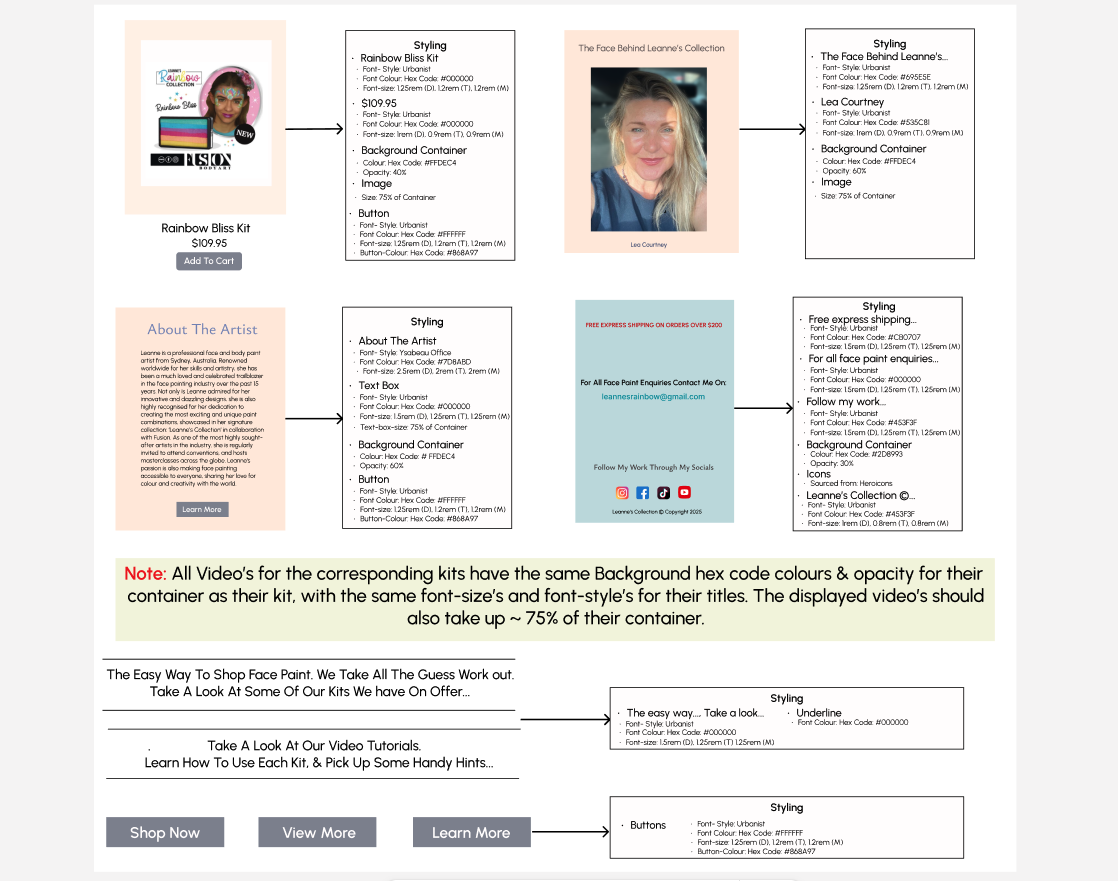 LEANNE'S
Rainbow
COLLECTION
Rainbow Bliss
NEW
FUSION
BODY ART
Rainbow Bliss Kit
$109.95
Add To Cart
Styling
· Rainbow Bliss Kit
· Font- Style: Urbanist
· Font Colour: Hex Code: #000000
· Font-size: 1.25rem (D), 1.2rem (T), 1.2rem (M)
· $109.95
· Font- Style: Urbanist
· Font Colour: Hex Code: #000000
· Font-size: 1rem (D), 0.9rem (T), 0.9rem (M)
· Background Container
· Colour: Hex Code: #FFDEC4
· Opacity: 40%
· Image
· Size: 75% of Container
· Button
· Font- Style: Urbanist
· Font Colour: Hex Code: #FFFFFF
· Font-size: 1.25rem (D), 1.2rem (T), 1.2rem (M)
· Button-Colour: Hex Code: #868A97
The Face Behind Leanne's Collection
Lea Courtney
Styling
· The Face Behind Leanne's...
· Font- Style: Urbanist
· Font Colour: Hex Code: #695E5E
· Font-size: 1.25rem (D), 1.2rem (T), 1.2rem (M)
· Lea Courtney
· Font- Style: Urbanist
· Font Colour: Hex Code: #535C81
· Font-size: 1rem (D), 0.9rem (T), 0.9rem (M)
· Background Container
· Colour: Hex Code: #FFDEC4
· Opacity: 60%
· Image
· Size: 75% of Container
About The Artist
Leanne is a professional face and body paint
artist from Sydney, Australia. Renowned
worldwide for her skills and artistry, she has
been a much loved and celebrated trailblazer
in the face painting industry over the past 15
years. Not only is Leanne admired for her
innovative and dazzling designs, she is also
highly recognised for her dedication to
creating the most exciting and unique paint
combinations, showcased in her signature
collection: 'Leanne's Collection' in collaboration
with Fusion. As one of the most highly sought-
after artists in the industry, she is regularly
invited to attend conventions, and hosts
masterclasses across the globe. Leanne's
passion is also making face painting
accessible to everyone, sharing her love for
colour and creativity with the world.
Learn More
Styling
· About The Artist
· Font- Style: Ysabeau Office
· Font Colour: Hex Code: #7D8ABD
· Font-size: 2.5rem (D), 2rem (T), 2rem (M)
· Text Box
· Font- Style: Urbanist
· Font Colour: Hex Code: #000000
· Font-size: 1.5rem (D), 1.25rem (T), 1.25rem (M)
· Text-box-size: 75% of Container
· Background Container
· Colour: Hex Code: # FFDEC4
· Opacity: 60%
· Button
· Font- Style: Urbanist
· Font Colour: Hex Code: #FFFFFF
· Font-size: 1.25rem (D), 1.2rem (T), 1.2rem (M)
· Button-Colour: Hex Code: #868A97
FREE EXPRESS SHIPPING ON ORDERS OVER $200
For All Face Paint Enquiries Contact Me On:
leannesrainbow@gmail.com
Follow My Work Through My Socials
Leanne's Collection © Copyright 2025
Styling
· Free express shipping...
· Font- Style: Urbanist
· Font Colour: Hex Code: #C80707
· Font-size: 1.5rem (D), 1.25rem (T), 1.25rem (M)
· For all face paint enquiries...
· Font- Style: Urbanist
· Font Colour: Hex Code: #000000
· Font-size: 1.5rem (D), 1.25rem (T), 1.25rem (M)
· Follow my work...
· Font- Style: Urbanist
· Font Colour: Hex Code: #453F3F
· Font-size: 1.5rem (D), 1.25rem (T), 1.25rem (M)
· Background Container
· Colour: Hex Code: #2D8993
· Opacity: 30%
· Icons
· Sourced from: Heroicons
· Leanne's Collection ©...
· Font- Style: Urbanist
· Font Colour: Hex Code: #453F3F
· Font-size: 1rem (D), 0.8rem (T), 0.8rem (M)
Note: All Video's for the corresponding kits have the same Background hex code colours & opacity for their
container as their kit, with the same font-size's and font-style's for their titles. The displayed video's should
also take up ~ 75% of their container.
The Easy Way To Shop Face Paint. We Take All The Guess Work out.
Take A Look At Some Of Our Kits We have On Offer...
. Take A Look At Our Video Tutorials.
Learn How To Use Each Kit, & Pick Up Some Handy Hints...
Styling
· The easy way..., Take a look...
· Font- Style: Urbanist
· Font Colour: Hex Code: #000000
· Font-size: 1.5rem (D), 1.25rem (T) 1.25rem (M)
· Underline
· Font Colour: Hex Code: #000000
Shop Now
View More
Learn More
Styling
· Buttons
· Font- Style: Urbanist
· Font Colour: Hex Code: #FFFFFF
· Font-size: 1.25rem (D), 1.2rem (T), 1.2rem (M)
· Button-Colour: Hex Code: #868A97